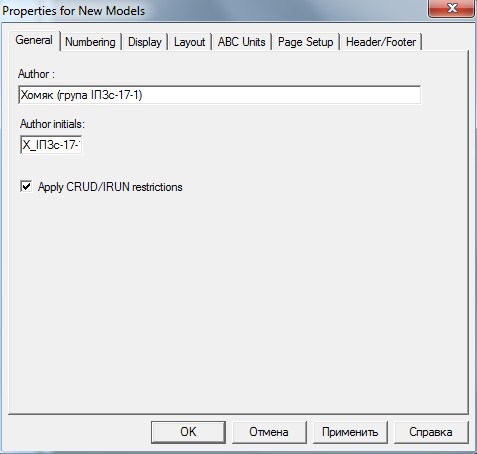 Properties for New Models
General Numbering Display Layout ABC Units Page Setup Header/Footer
Author :
Хомяк (група ІПЗс-17-1)
Author initials:
Х_ІПЗс-17-
Apply CRUD/IRUN restrictions
OK Отмена Применить Справка